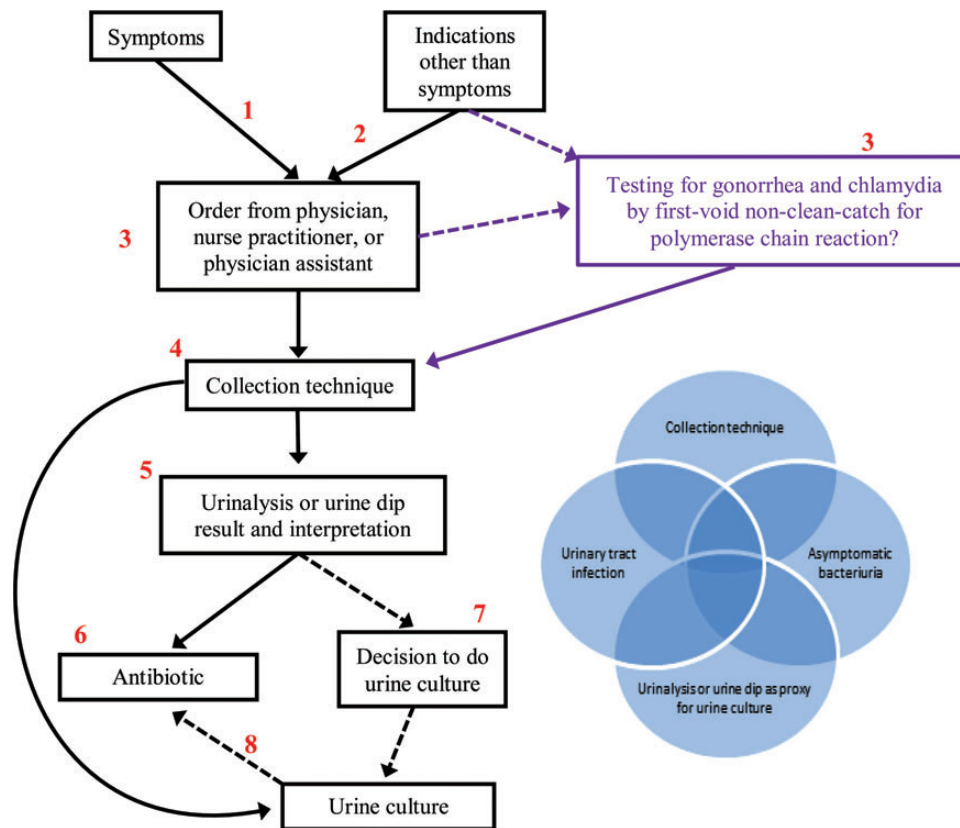 Symptoms
Indications
other than
symptoms
1
2
3
Testing for gonorrhea and chlamydia
by first-void non-clean-catch for
polymerase chain reaction?
3
Order from physician,
nurse practitioner, or
physician assistant
4
Collection technique
5
Urinalysis or urine dip
result and interpretation
6
Antibiotic
7
Decision to do
urine culture
8
Urine culture
Collection technique
Urinary tract
infection
Asymptomatic
bacteriuria
Urinalysis or urine dip as proxy
for urine culture